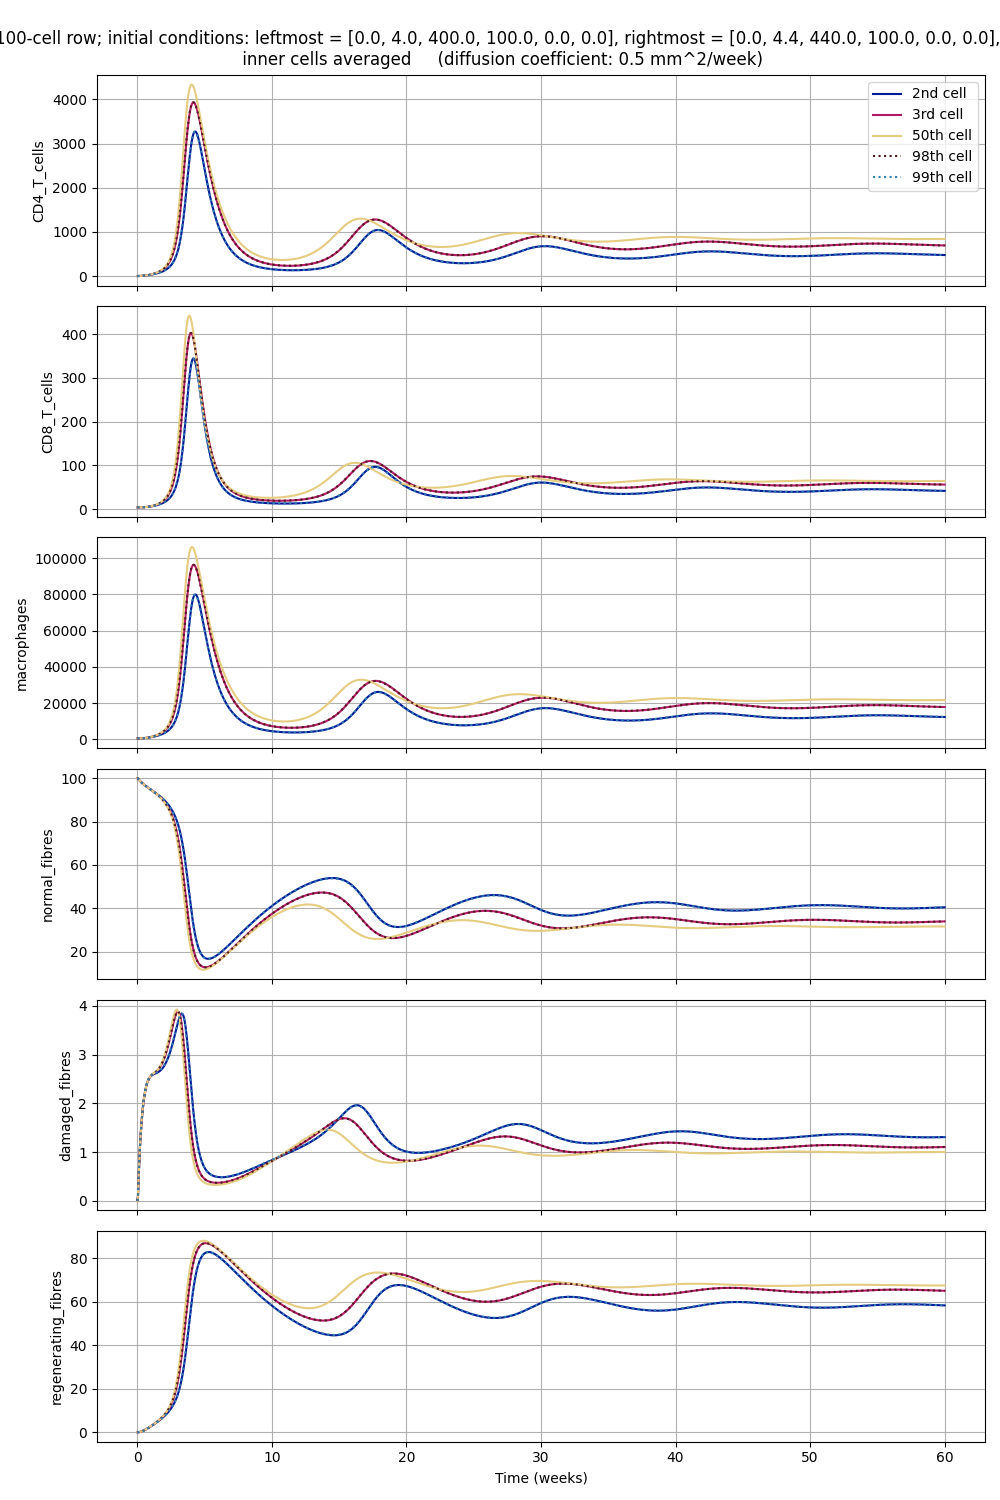 100-cell row; initial conditions: leftmost = [0.0, 4.0, 400.0, 100.0, 0.0, 0.0], rightmost = [0.0, 4.4, 440.0, 100.0, 0.0, 0.0],
inner cells averaged (diffusion coefficient: 0.5 mm^2/week)
CD4_T_cells
4000
3000
2000
1000
0
2nd cell
3rd cell
50th cell
98th cell
99th cell
CD8_T_cells
400
300
200
100
0
macrophages
100000
80000
60000
40000
20000
0
normal_fibres
100
80
60
40
20
damaged_fibres
4
3
2
1
0
regenerating_fibres
80
60
40
20
0
0 10 20 30 40 50 60
Time (weeks)